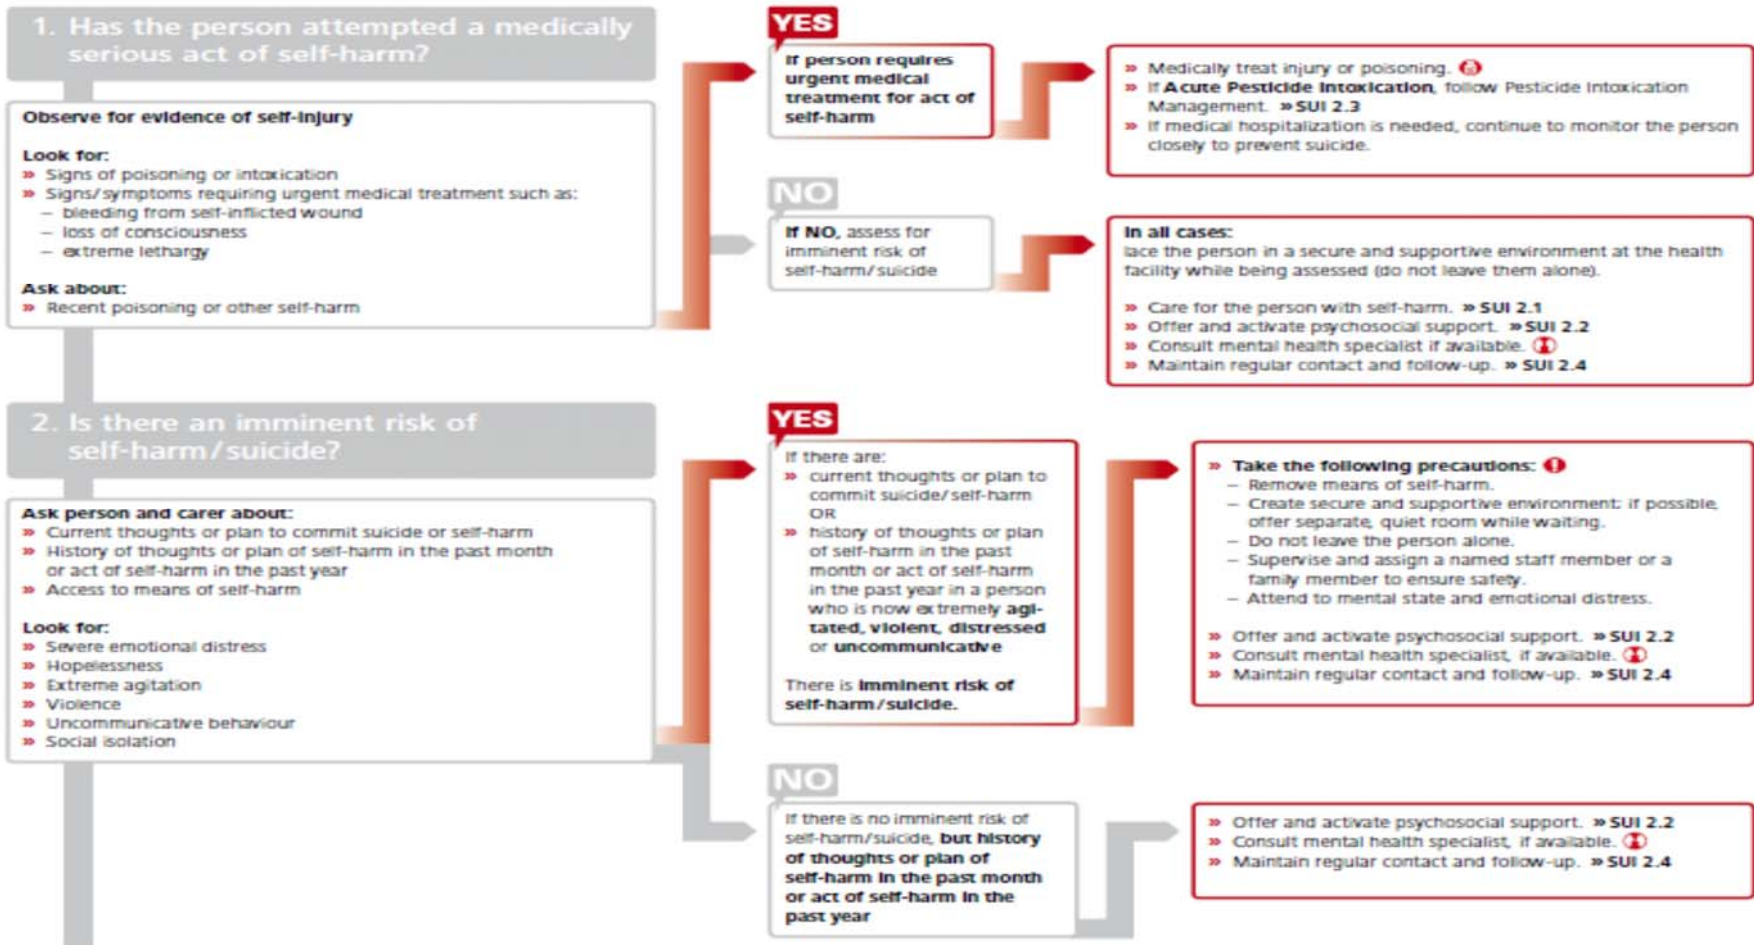 1. Has the person attempted a medically
serious act of self-harm?
Observe for evidence of self-injury
Look for:
» Signs of poisoning or intoxication
» Signs/symptoms requiring urgent medical treatment such as:
– bleeding from self-inflicted wound
– loss of consciousness
– extreme lethargy
Ask about:
» Recent poisoning or other self-harm
YES
If person requires
urgent medical
treatment for act of
self-harm
» Medically treat injury or poisoning.
» If Acute Pesticide Intoxication, follow Pesticide Intoxication
Management. » SUI 2.3
» If medical hospitalization is needed, continue to monitor the person
closely to prevent suicide.
NO
If NO, assess for
imminent risk of
self-harm/suicide
In all cases:
lace the person in a secure and supportive environment at the health
facility while being assessed (do not leave them alone).
» Care for the person with self-harm. » SUI 2.1
» Offer and activate psychosocial support. » SUI 2.2
» Consult mental health specialist if available.
» Maintain regular contact and follow-up. » SUI 2.4
2. Is there an imminent risk of
self-harm/suicide?
Ask person and carer about:
» Current thoughts or plan to commit suicide or self-harm
» History of thoughts or plan of self-harm in the past month
or act of self-harm in the past year
» Access to means of self-harm
Look for:
» Severe emotional distress
» Hopelessness
» Extreme agitation
» Violence
» Uncommunicative behaviour
» Social isolation
YES
If there are:
» current thoughts or plan to
commit suicide/self-harm
OR
» history of thoughts or plan
of self-harm in the past
month or act of self-harm
in the past year in a person
who is now extremely agi-
tated, violent, distressed
or uncommunicative
There is imminent risk of
self-harm/suicide.
» Take the following precautions:
– Remove means of self-harm.
– Create secure and supportive environment; if possible,
offer separate, quiet room while waiting.
– Do not leave the person alone.
– Supervise and assign a named staff member or a
family member to ensure safety.
– Attend to mental state and emotional distress.
» Offer and activate psychosocial support. » SUI 2.2
» Consult mental health specialist, if available.
» Maintain regular contact and follow-up. » SUI 2.4
NO
If there is no imminent risk of
self-harm/suicide, but history
of thoughts or plan of
self-harm in the past month
or act of self-harm in the
past year
» Offer and activate psychosocial support. » SUI 2.2
» Consult mental health specialist, if available.
» Maintain regular contact and follow-up. » SUI 2.4